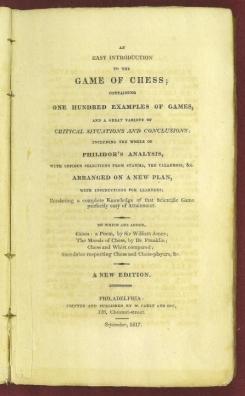 AN
EASY INTRODUCTION
TO THE
GAME OF CHESS;
CONTAINING
ONE HUNDRED EXAMPLES OF GAMES,
AND A GREAT VARIETY OF
CRITICAL SITUATIONS AND CONCLUSIONS;
INCLUDING THE WHOLE OF
PHILIDOR'S ANALYSIS,
WITH COPIOUS SELECTIONS FROM STAMMA, THE CALABROIS, &c.
ARRANGED ON A NEW PLAN,
WITH INSTRUCTIONS FOR LEARNERS;
Rendering a complete Knowledge of that Scientific Game
perfectly easy of Attainment.
TO WHICH ARE ADDED,
Caissa: a Poem, by Sir William Jones;
The Morals of Chess, by Dr. Franklin;
Chess and Whist compared;
Anecdotes respecting Chess and Chess-players, &c.
A NEW EDITION.
PHILADELPHIA:
PRINTED AND PUBLISHED BY M. CAREY AND SON,
126, Chesnut-street.
September, 1817.